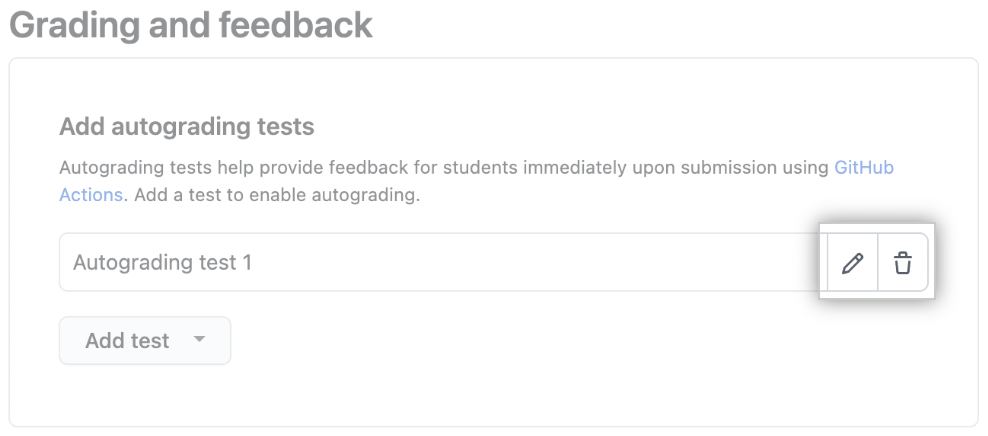 Grading and feedback
Add autograding tests
Autograding tests help provide feedback for students immediately upon submission using GitHub
Actions. Add a test to enable autograding.
Autograding test 1
Add test